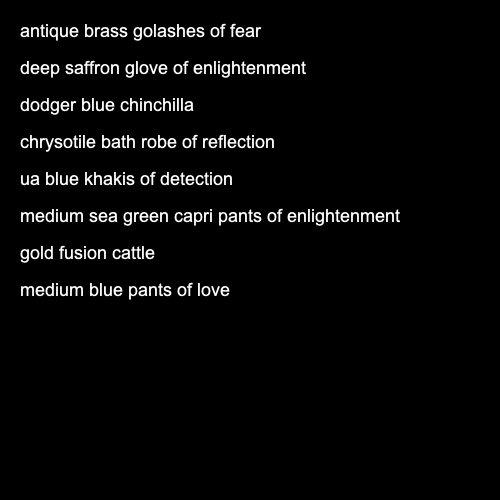 antique brass golashes of fear
deep saffron glove of enlightenment
dodger blue chinchilla
chrysotile bath robe of reflection
ua blue khakis of detection
medium sea green capri pants of enlightenment
gold fusion cattle
medium blue pants of love